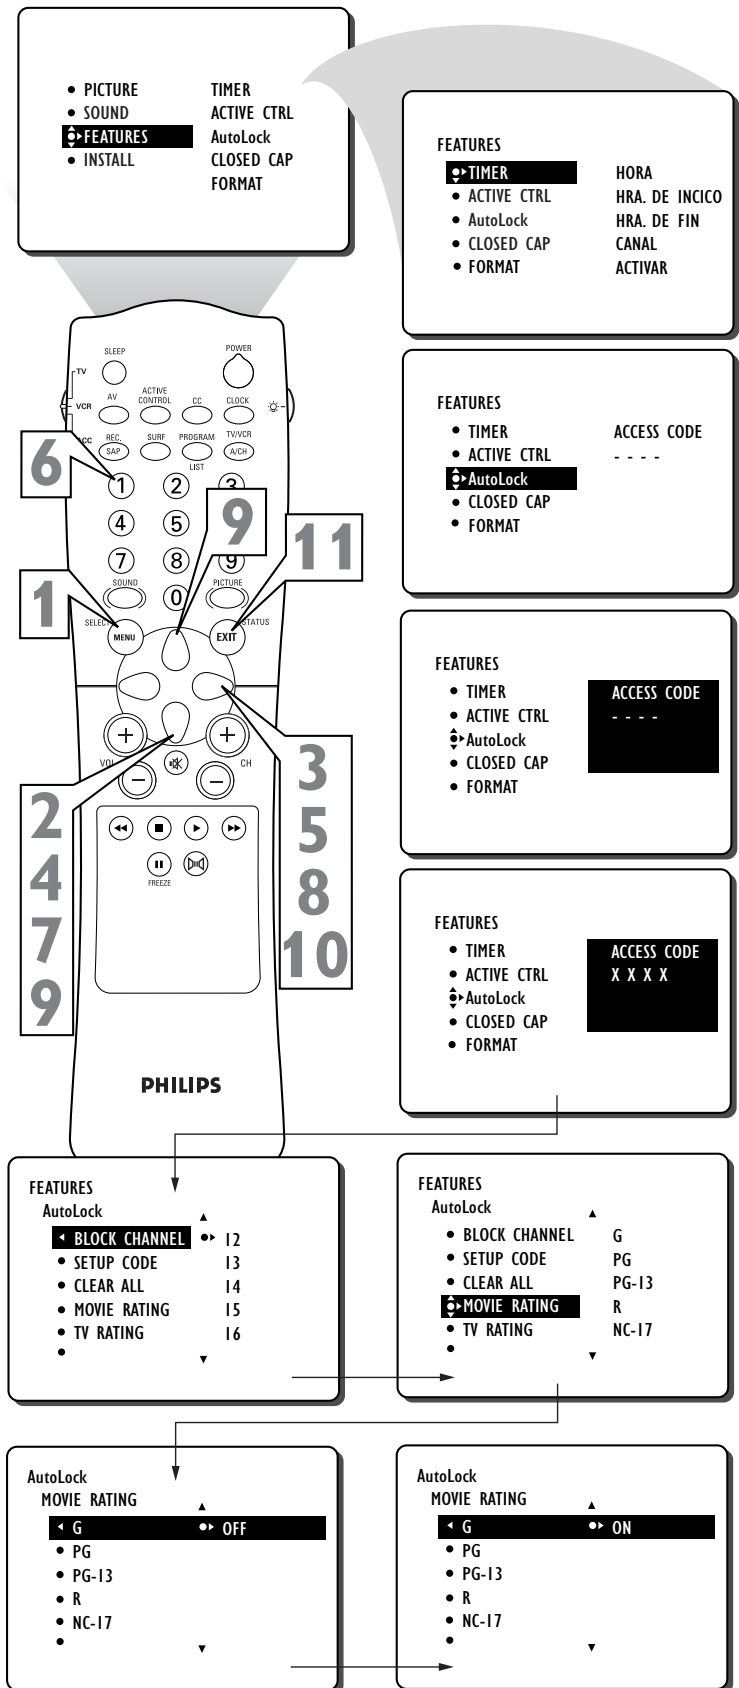 PICTURE TIMER
SOUND ACTIVE CTRL
FEATURES AutoLock
INSTALL CLOSED CAP
FORMAT
FEATURES
TIMER HORA
ACTIVE CTRL HRA. DE INCICO
AutoLock HRA. DE FIN
CLOSED CAP CANAL
FORMAT ACTIVAR
FEATURES
TIMER ACCESS CODE
ACTIVE CTRL - - - -
AutoLock
CLOSED CAP
FORMAT
FEATURES
TIMER ACCESS CODE
ACTIVE CTRL - - - -
AutoLock
CLOSED CAP
FORMAT
FEATURES
TIMER ACCESS CODE
ACTIVE CTRL X X X X
AutoLock
CLOSED CAP
FORMAT
SLEEP POWER
TV
VCR
AV ACTIVE CONTROL CC CLOCK
REC. SURF PROGRAM TV/VCR
SAP A/CH
LIST
6
1 2 3
4 5
9
11
7 8 9
1
SOUND 0 PICTURE
SELECT STATUS
MENU EXIT
+ +
CH
− −
2
4
7
9
3
5
8
10
FREEZE
PHILIPS
FEATURES
AutoLock
BLOCK CHANNEL 12
SETUP CODE 13
CLEAR ALL 14
MOVIE RATING 15
TV RATING 16
FEATURES
AutoLock
BLOCK CHANNEL G
SETUP CODE PG
CLEAR ALL PG-13
MOVIE RATING R
TV RATING NC-17
AutoLock
MOVIE RATING
G OFF
PG
PG-13
R
NC-17
AutoLock
MOVIE RATING
G ON
PG
PG-13
R
NC-17